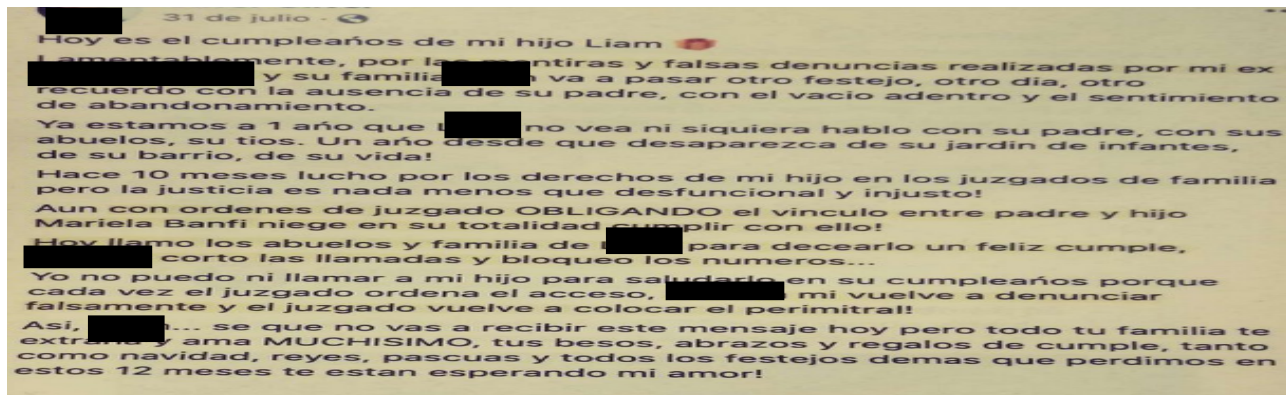 31 de julio ·
Hoy es el cumpleańos de mi hijo Liam
Lamentablemente, por las mentiras y falsas denuncias realizadas por mi ex
y su familia va a pasar otro festejo, otro dia, otro
recuerdo con la ausencia de su padre, con el vacio adentro y el sentimiento
de abandonamiento.
Ya estamos a 1 ańo que no vea ni siquiera hablo con su padre, con sus
abuelos, su tios. Un ańo desde que desaparezca de su jardin de infantes,
de su barrio, de su vida!
Hace 10 meses lucho por los derechos de mi hijo en los juzgados de familia
pero la justicia es nada menos que desfuncional y injusto!
Aun con ordenes de juzgado OBLIGANDO el vinculo entre padre y hijo
Mariela Banfi niege en su totalidad cumplir con ello!
Hoy llamo los abuelos y familia de para decearlo un feliz cumple,
corto las llamadas y bloqueo los numeros...
Yo no puedo ni llamar a mi hijo para saludarlo en su cumpleańos porque
cada vez el juzgado ordena el acceso, mi vuelve a denunciar
falsamente y el juzgado vuelve a colocar el perimitral!
Asi, ... se que no vas a recibir este mensaje hoy pero todo tu familia te
extraña y ama MUCHISIMO, tus besos, abrazos y regalos de cumple, tanto
como navidad, reyes, pascuas y todos los festejos demas que perdimos en
estos 12 meses te estan esperando mi amor!